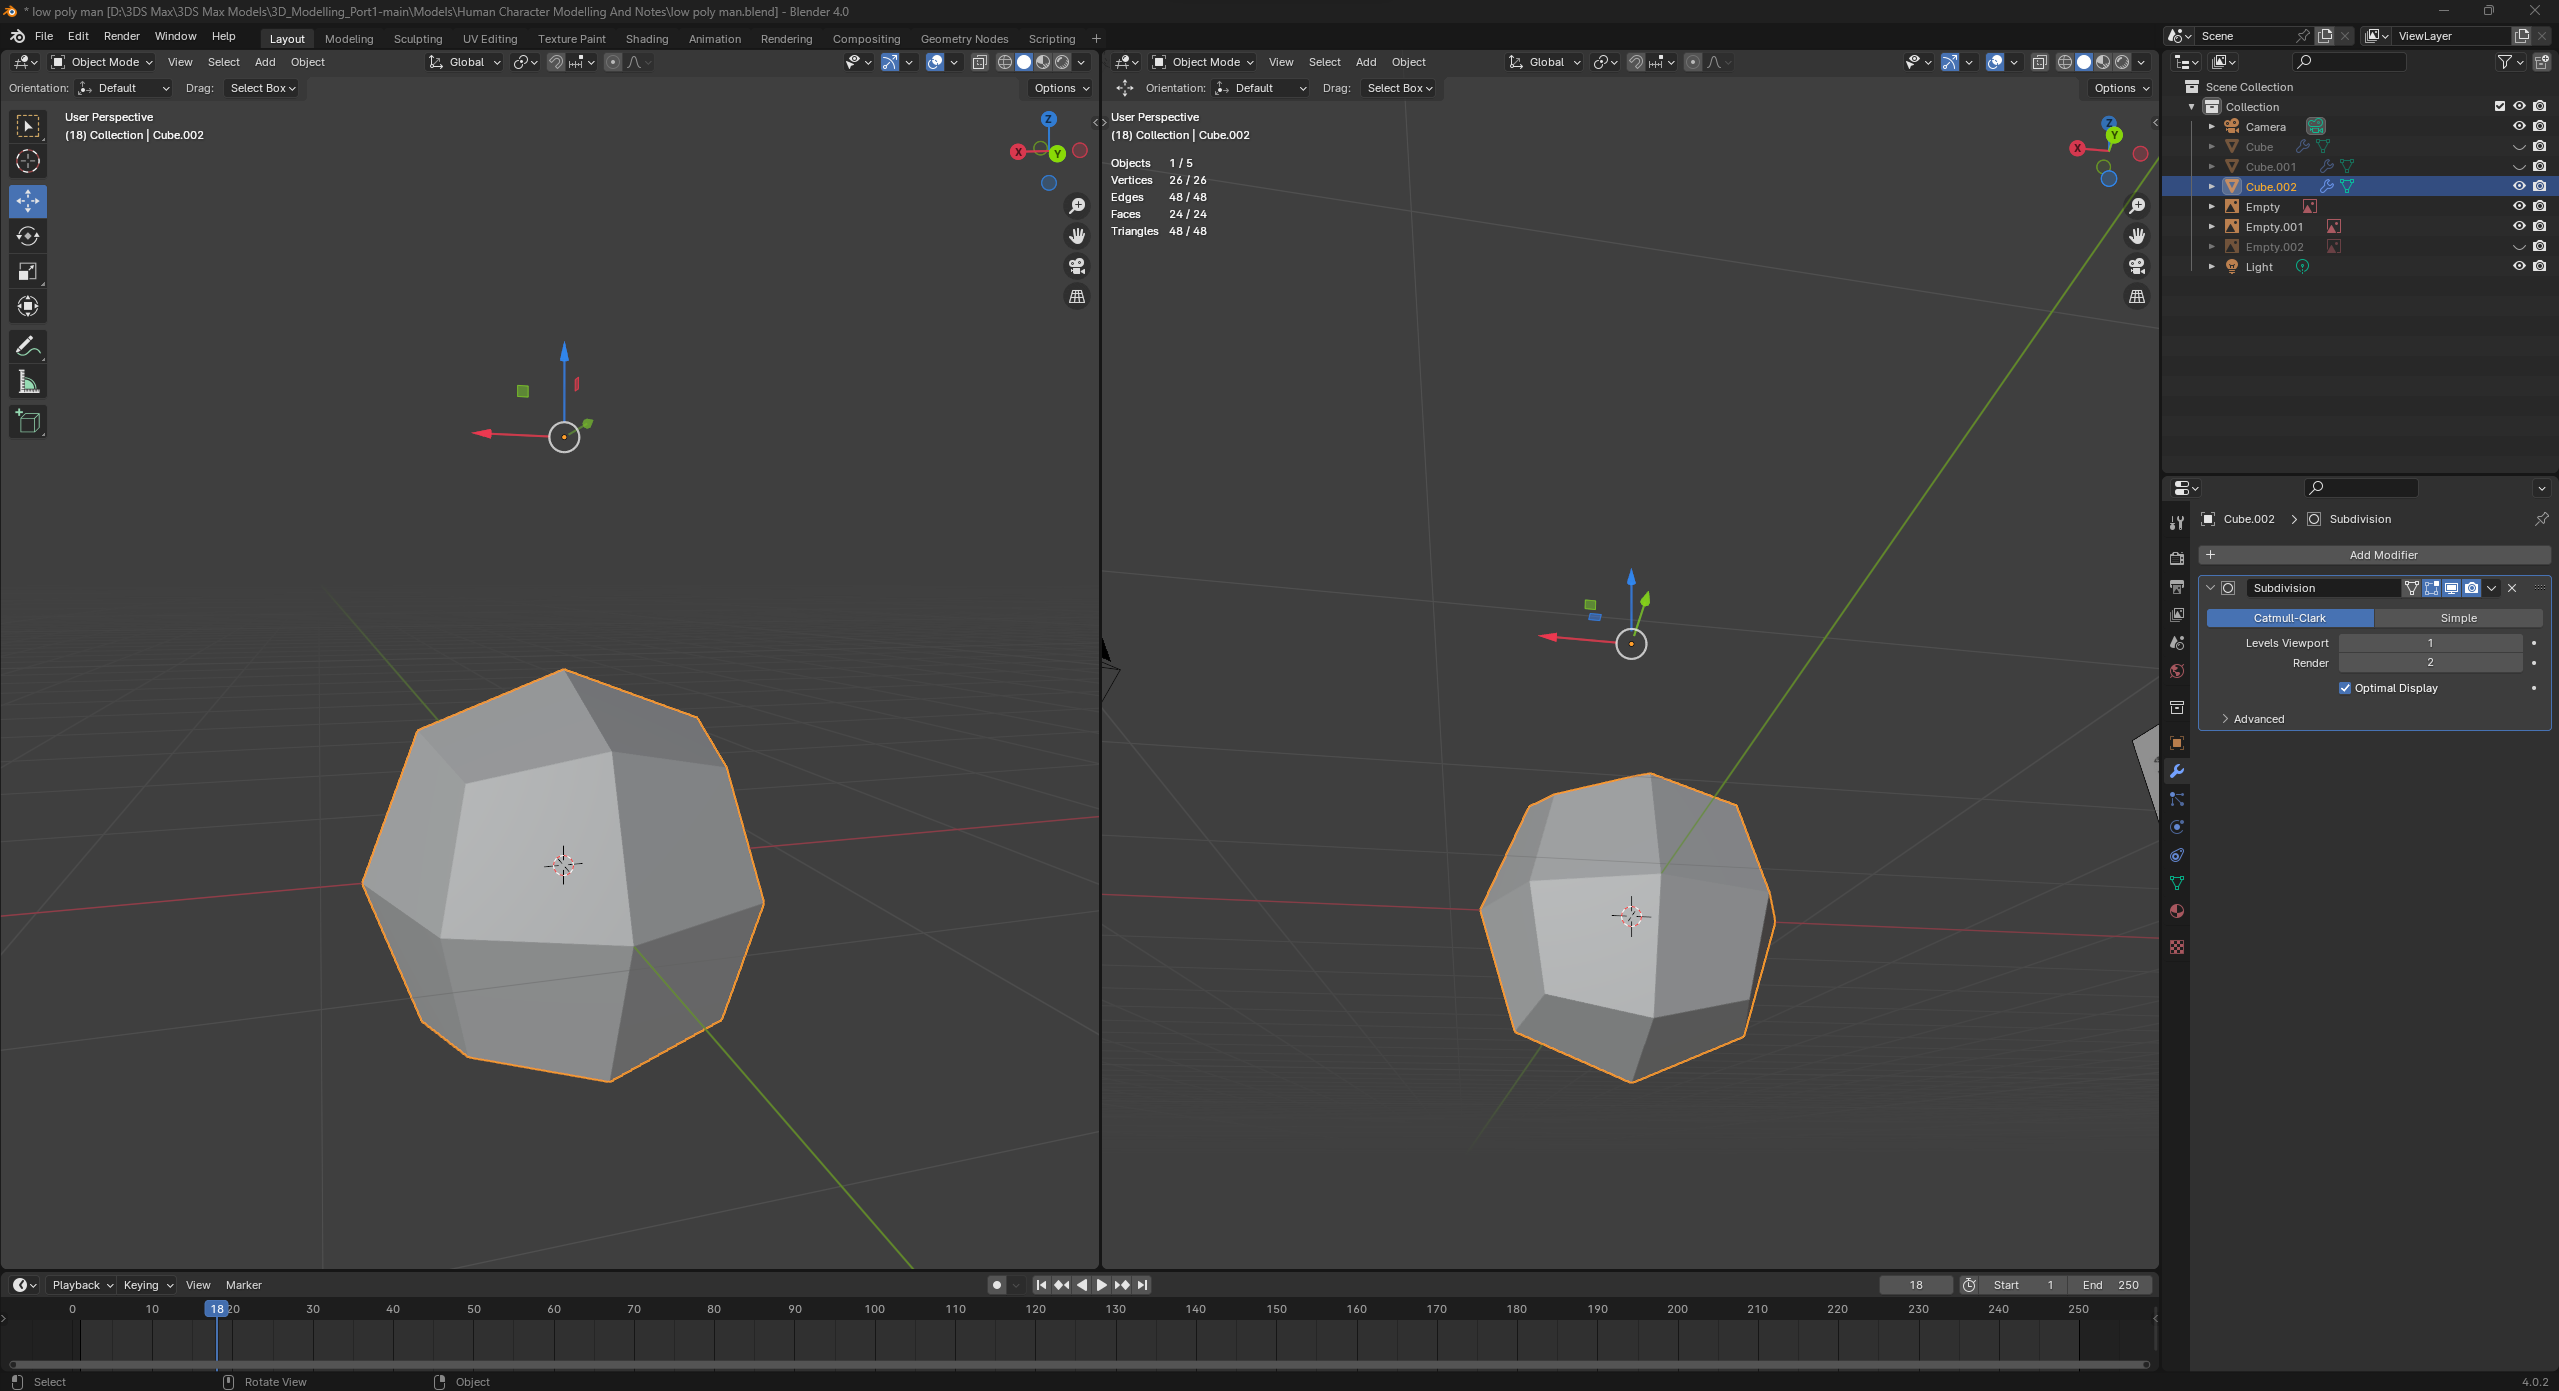 * low poly man [D:\3DS Max\3DS Max Models\3D_Modelling_Port1-main\Models\Human Character Modelling And Notes\low poly man.blend] - Blender 4.0
File Edit Render Window Help Layout Modeling Sculpting UV Editing Texture Paint Shading Animation Rendering Compositing Geometry Nodes Scripting +
Scene
ViewLayer
Object Mode View Select Add Object Global
Orientation: Default Drag: Select Box Options
User Perspective
(18) Collection | Cube.002
Z
X
Y
Object Mode View Select Add Object Global
Orientation: Default Drag: Select Box Options
User Perspective
(18) Collection | Cube.002
Objects 1 / 5
Vertices 26 / 26
Edges 48 / 48
Faces 24 / 24
Triangles 48 / 48
Z
Y
X
Scene Collection
Collection
Camera
Cube
Cube.001
Cube.002
Empty
Empty.001
Empty.002
Light
Cube.002 > Subdivision
+ Add Modifier
Subdivision
Catmull-Clark Simple
Levels Viewport 1
Render 2
Optimal Display
Advanced
Playback Keying View Marker 18 Start 1 End 250
0 10 18 20 30 40 50 60 70 80 90 100 110 120 130 140 150 160 170 180 190 200 210 220 230 240 250
Select Rotate View Object 4.0.2